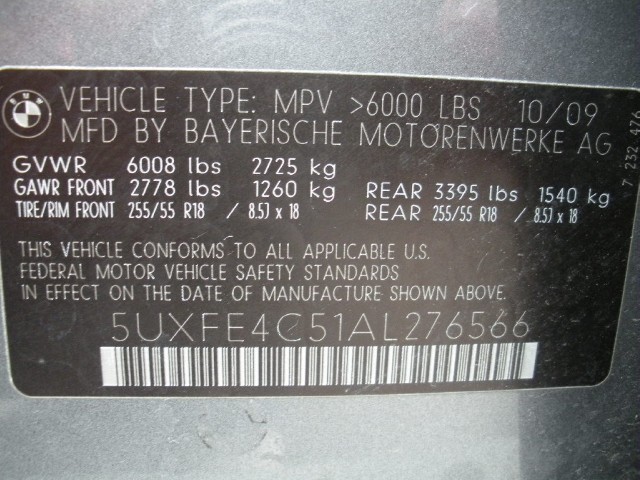 BMW
VEHICLE TYPE: MPV >6000 LBS 10/09
MFD BY BAYERISCHE MOTORENWERKE AG
GVWR 6008 lbs 2725 kg
GAWR FRONT 2778 lbs 1260 kg REAR 3395 lbs 1540 kg
TIRE/RIM FRONT 255/55 R18 / 8.5J x 18 REAR 255/55 R18 / 8.5J x 18
THIS VEHICLE CONFORMS TO ALL APPLICABLE U.S.
FEDERAL MOTOR VEHICLE SAFETY STANDARDS
IN EFFECT ON THE DATE OF MANUFACTURE SHOWN ABOVE.
5UXFE4C51AL276566
7 232 676